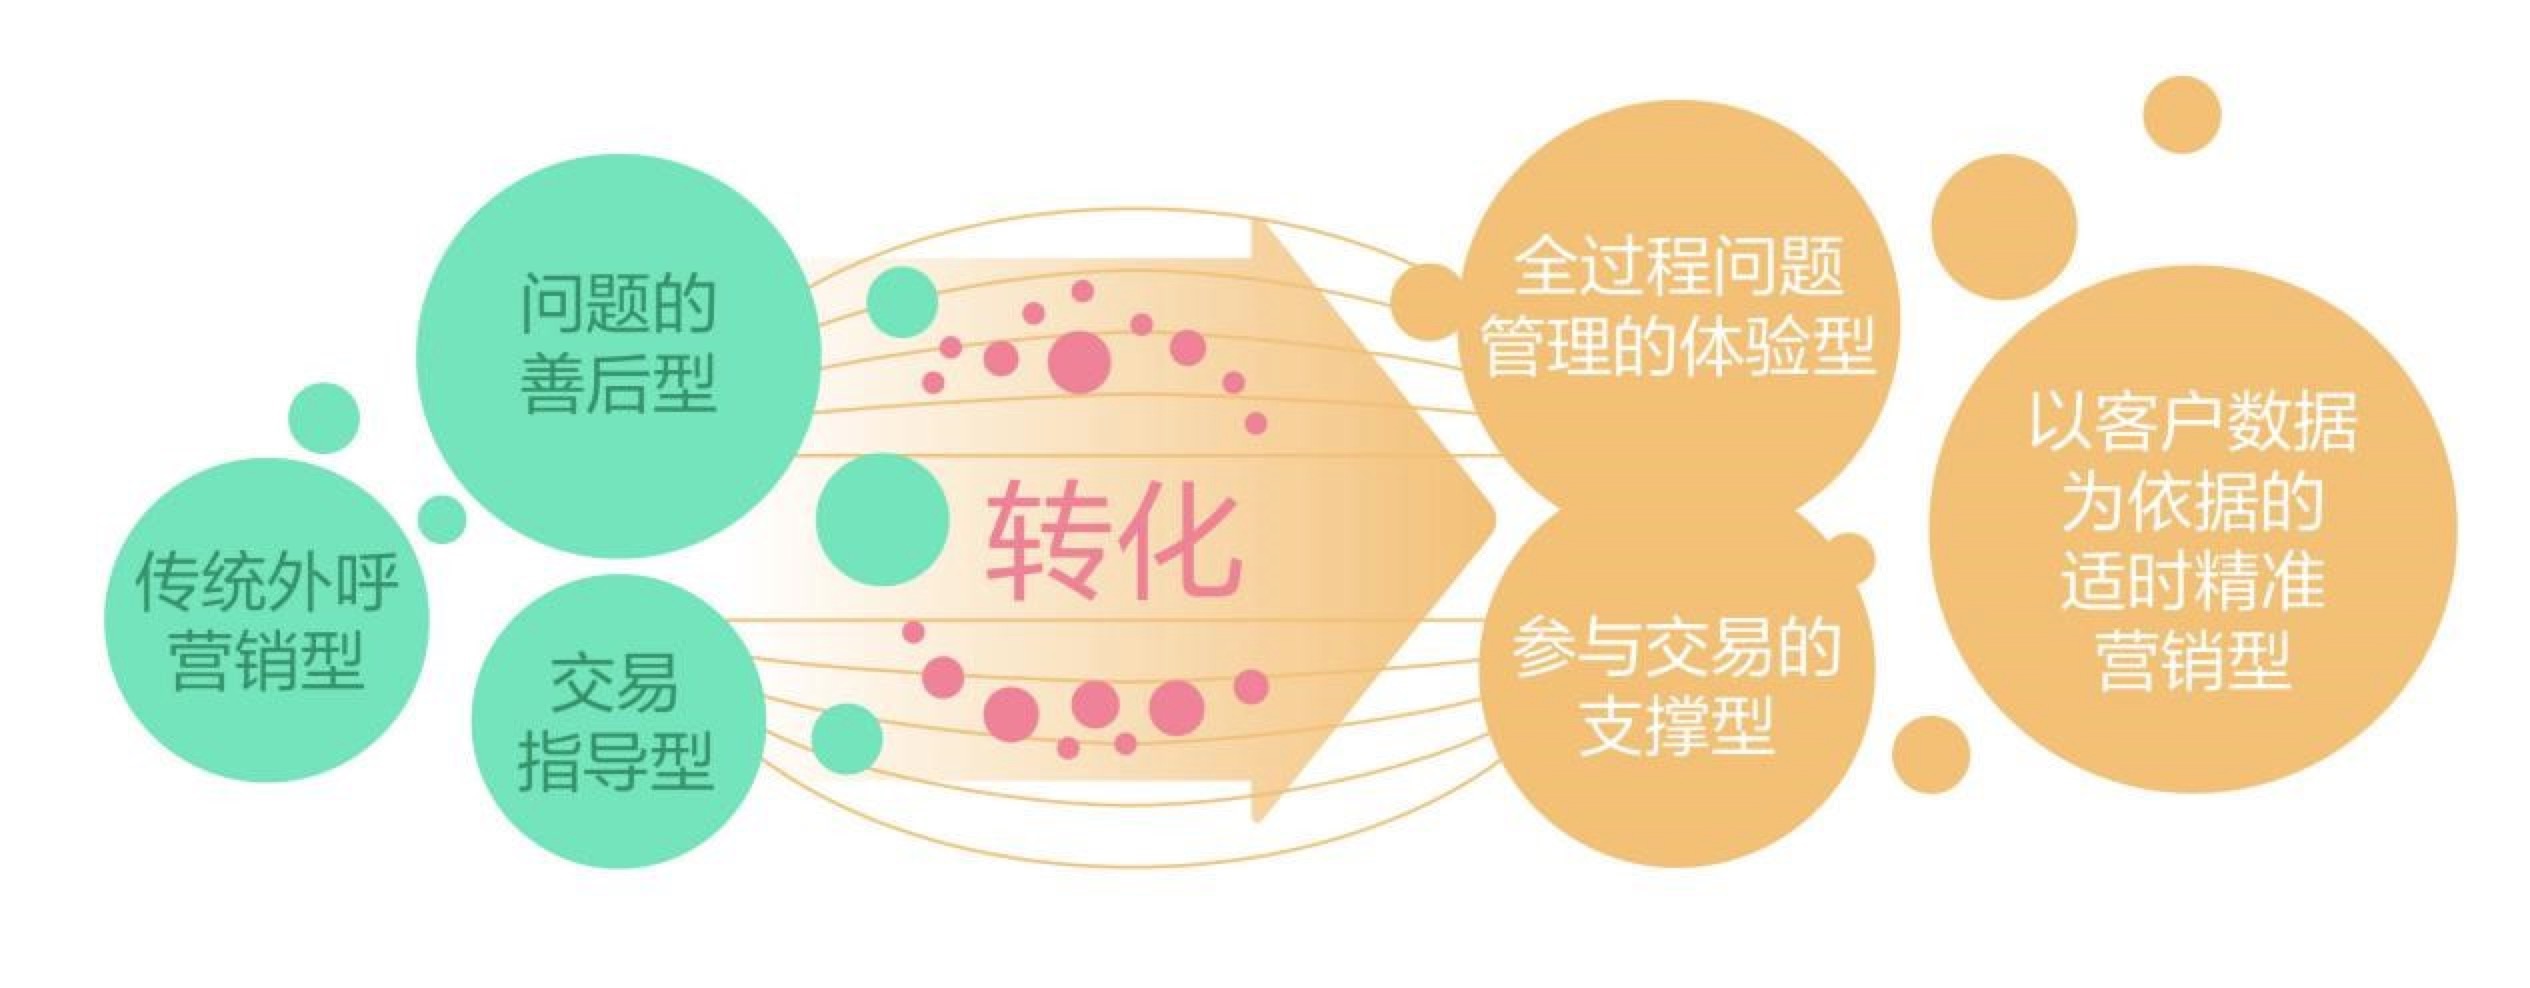 问题的
善后型
传统外呼
营销型
交易
指导型
转化
全过程问题
管理的体验型
参与交易的
支撑型
以客户数据
为依据的
适时精准
营销型